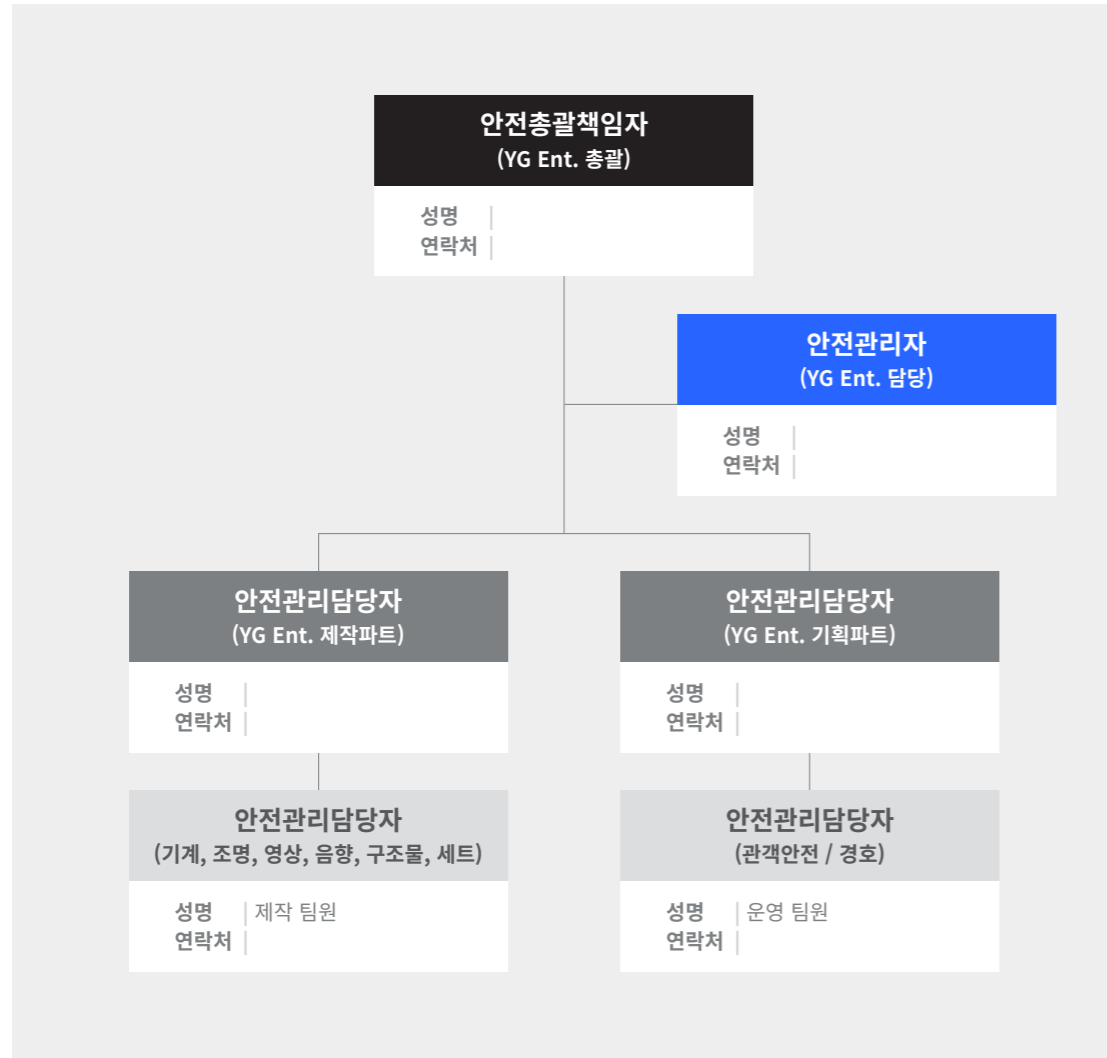 안전총괄책임자
(YG Ent. 총괄)
성명
연락처
안전관리자
(YG Ent. 담당)
성명
연락처
안전관리담당자
(YG Ent. 제작파트)
성명
연락처
안전관리담당자
(YG Ent. 기획파트)
성명
연락처
안전관리담당자
(기계, 조명, 영상, 음향, 구조물, 세트)
성명 | 제작 팀원
연락처
안전관리담당자
(관객안전 / 경호)
성명 | 운영 팀원
연락처